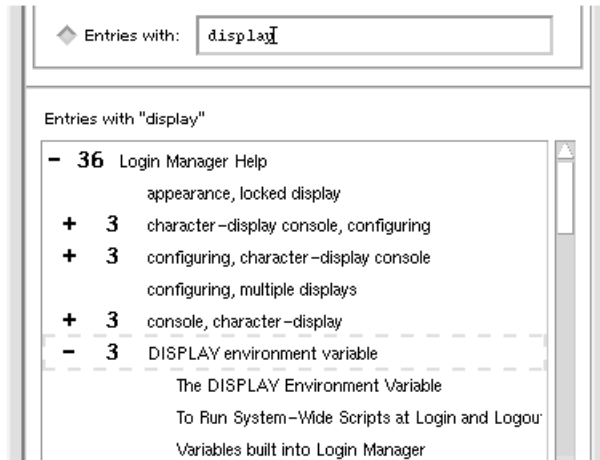 Entries with: display
Entries with "display"
- 36 Login Manager Help
appearance, locked display
+ 3 character-display console, configuring
+ 3 configuring, character-display console
configuring, multiple displays
+ 3 console, character-display
- 3 DISPLAY environment variable
The DISPLAY Environment Variable
To Run System-Wide Scripts at Login and Logou
Variables built into Login Manager